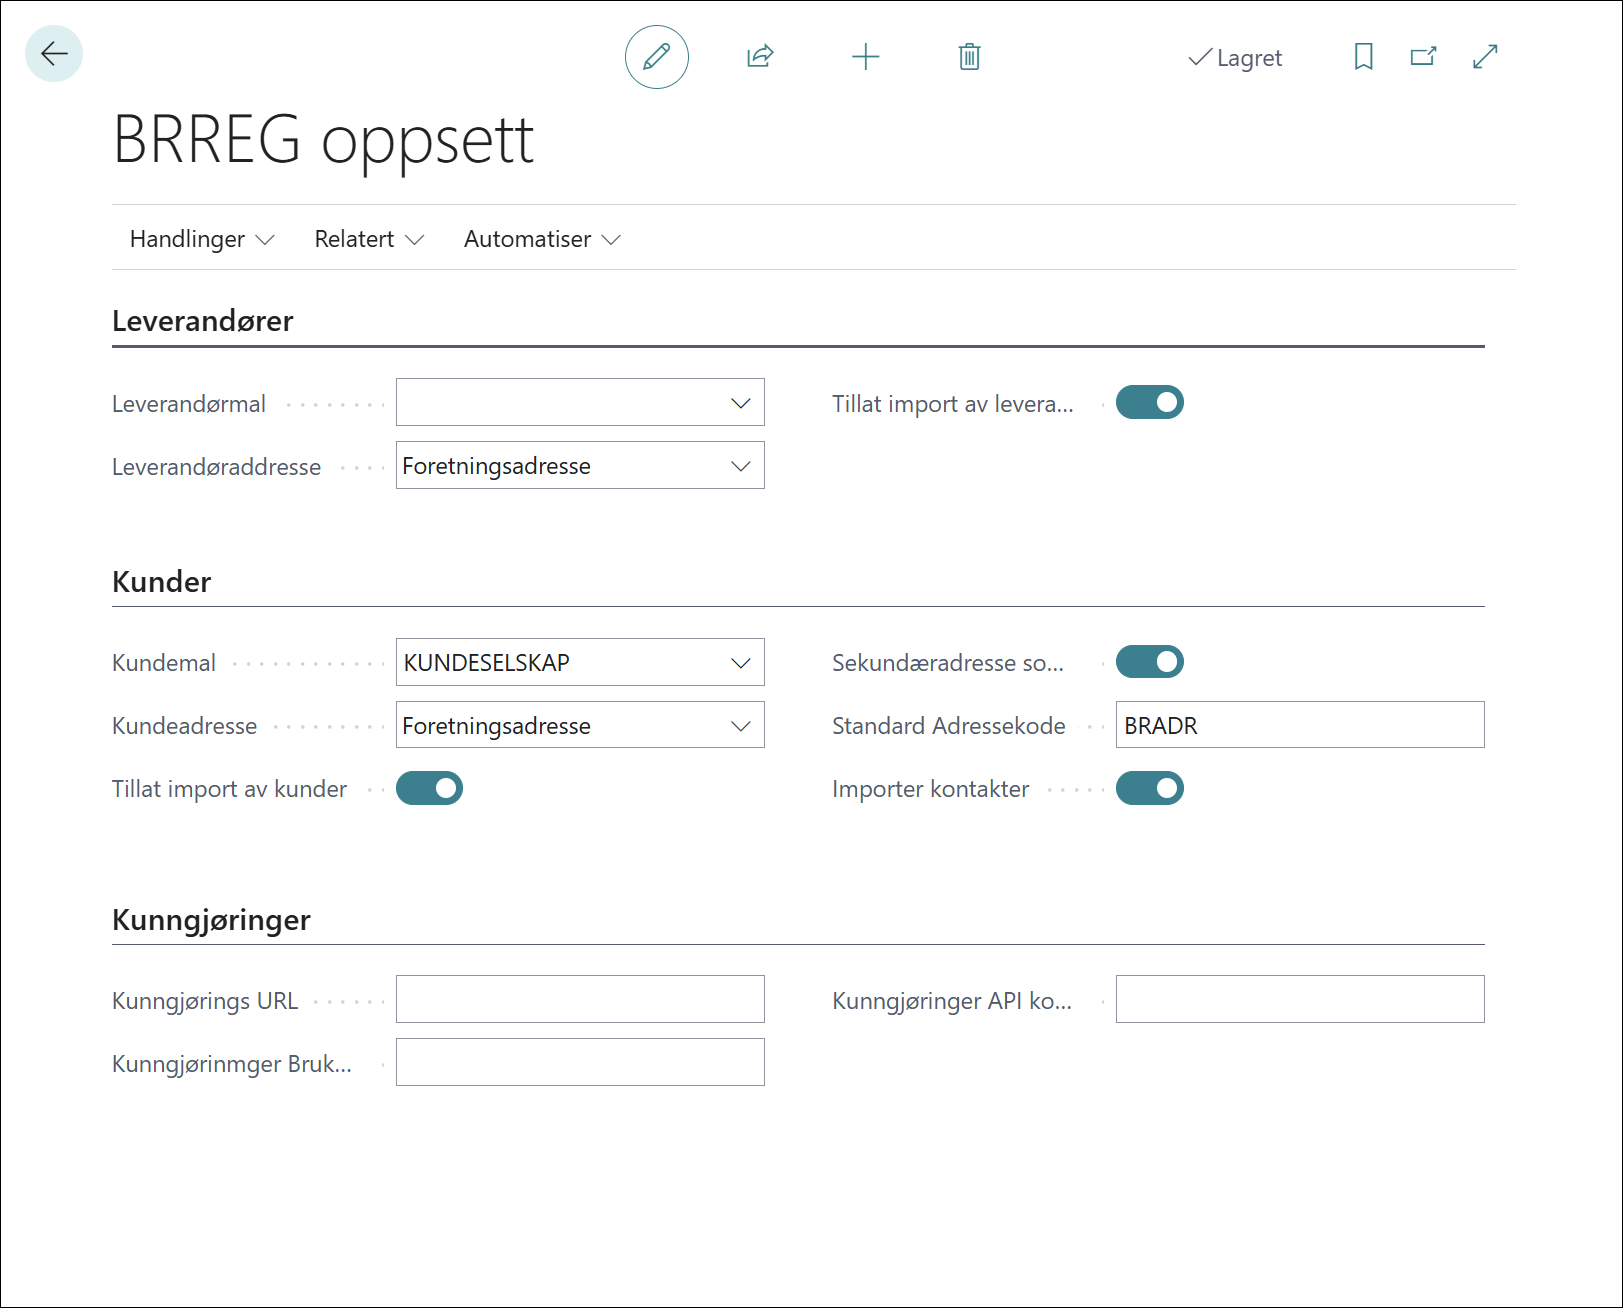 Lagret
BRREG oppsett
Handlinger Relatert Automatiser
Leverandører
Leverandørmal Tillat import av levera...
Leverandøraddresse Foretningsadresse
Kunder
Kundemal KUNDESELSKAP Sekundæradresse so...
Kundeadresse Foretningsadresse Standard Adressekode BRADR
Tillat import av kunder Importer kontakter
Kunngjøringer
Kunngjørings URL Kunngjøringer API ko...
Kunngjørinmger Bruk...